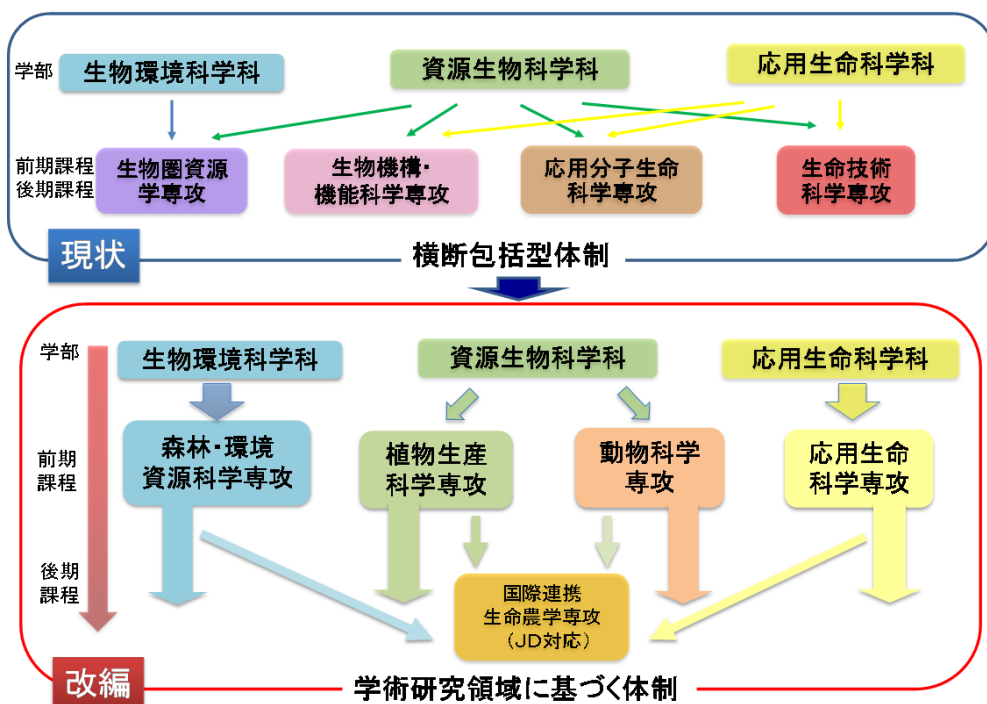 学部
生物環境科学科
資源生物科学科
応用生命科学科
前期課程
後期課程
生物圏資源
学専攻
生物機構・
機能科学専攻
応用分子生命
科学専攻
生命技術
科学専攻
現状
横断包括型体制
学部
生物環境科学科
資源生物科学科
応用生命科学科
前期
課程
森林・環境
資源科学専攻
植物生産
科学専攻
動物科学
専攻
応用生命
科学専攻
後期
課程
国際連携
生命農学専攻
(JD対応)
改編
学術研究領域に基づく体制